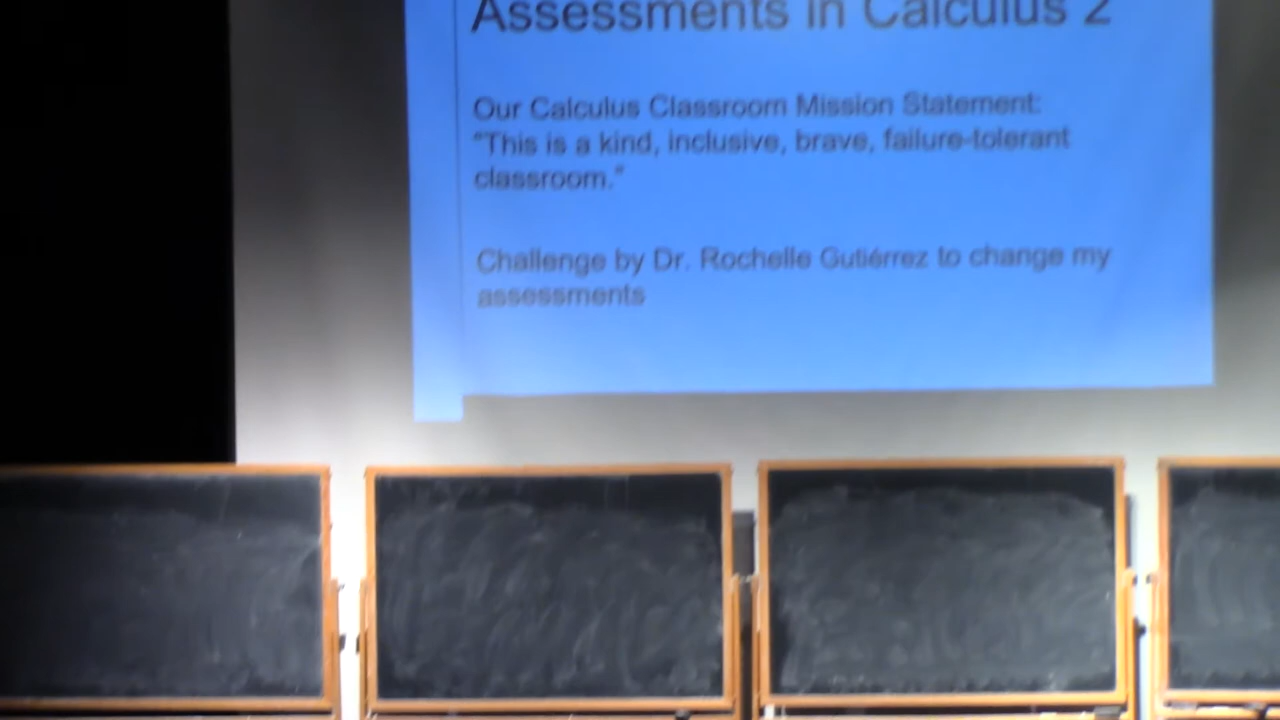 Assessments in Calculus 2
Our Calculus Classroom Mission Statement:
"This is a kind, inclusive, brave, failure-tolerant
classroom."
Challenge by Dr. Rochelle Gutiérrez to change my
assessments